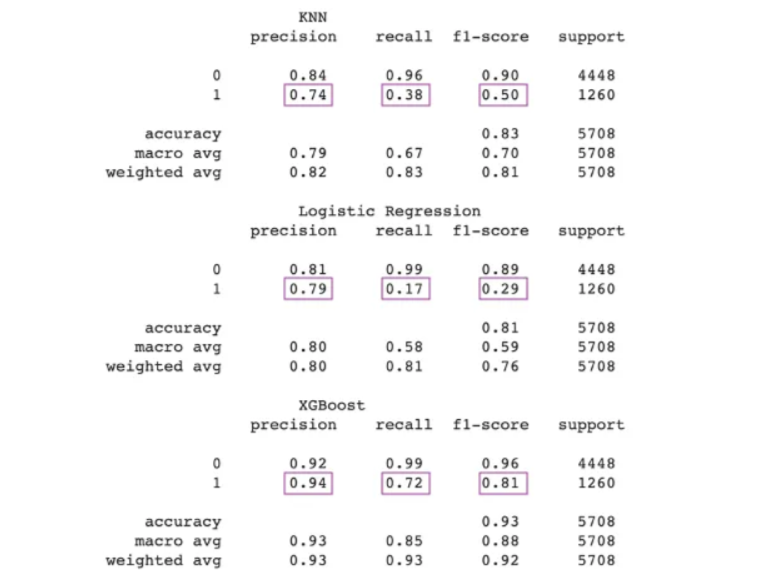 KNN
precision recall f1-score support
0 0.84 0.96 0.90 4448
1 0.74 0.38 0.50 1260
accuracy 0.83 5708
macro avg 0.79 0.67 0.70 5708
weighted avg 0.82 0.83 0.81 5708
Logistic Regression
precision recall f1-score support
0 0.81 0.99 0.89 4448
1 0.79 0.17 0.29 1260
accuracy 0.81 5708
macro avg 0.80 0.58 0.59 5708
weighted avg 0.80 0.81 0.76 5708
XGBoost
precision recall f1-score support
0 0.92 0.99 0.96 4448
1 0.94 0.72 0.81 1260
accuracy 0.93 5708
macro avg 0.93 0.85 0.88 5708
weighted avg 0.93 0.93 0.92 5708